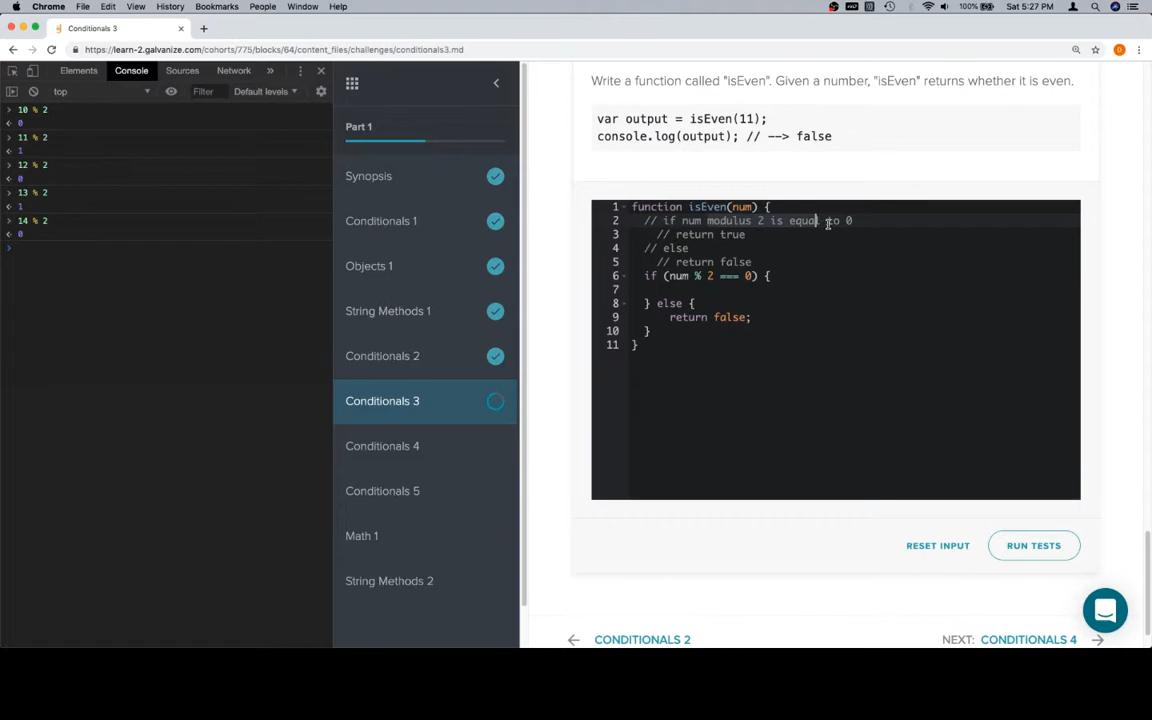 Chrome File Edit View History Bookmarks People Window Help 100% Sat 5:27 PM
Conditionals 3
https://learn-2.galvanize.com/cohorts/775/blocks/64/content_files/challenges/conditionals3.md
Elements Console Sources Network
top Filter Default levels
10 % 2
0
11 % 2
1
12 % 2
0
13 % 2
1
14 % 2
0
Part 1
Synopsis
Conditionals 1
Objects 1
String Methods 1
Conditionals 2
Conditionals 3
Conditionals 4
Conditionals 5
Math 1
String Methods 2
Write a function called "isEven". Given a number, "isEven" returns whether it is even.
var output = isEven(11);
console.log(output); // --> false
1 function isEven(num) {
2 // if num modulus 2 is equal to 0
3 // return true
4 // else
5 // return false
6 if (num % 2 === 0) {
7
8 } else {
9 return false;
10 }
11 }
RESET INPUT RUN TESTS
CONDITIONALS 2 NEXT: CONDITIONALS 4